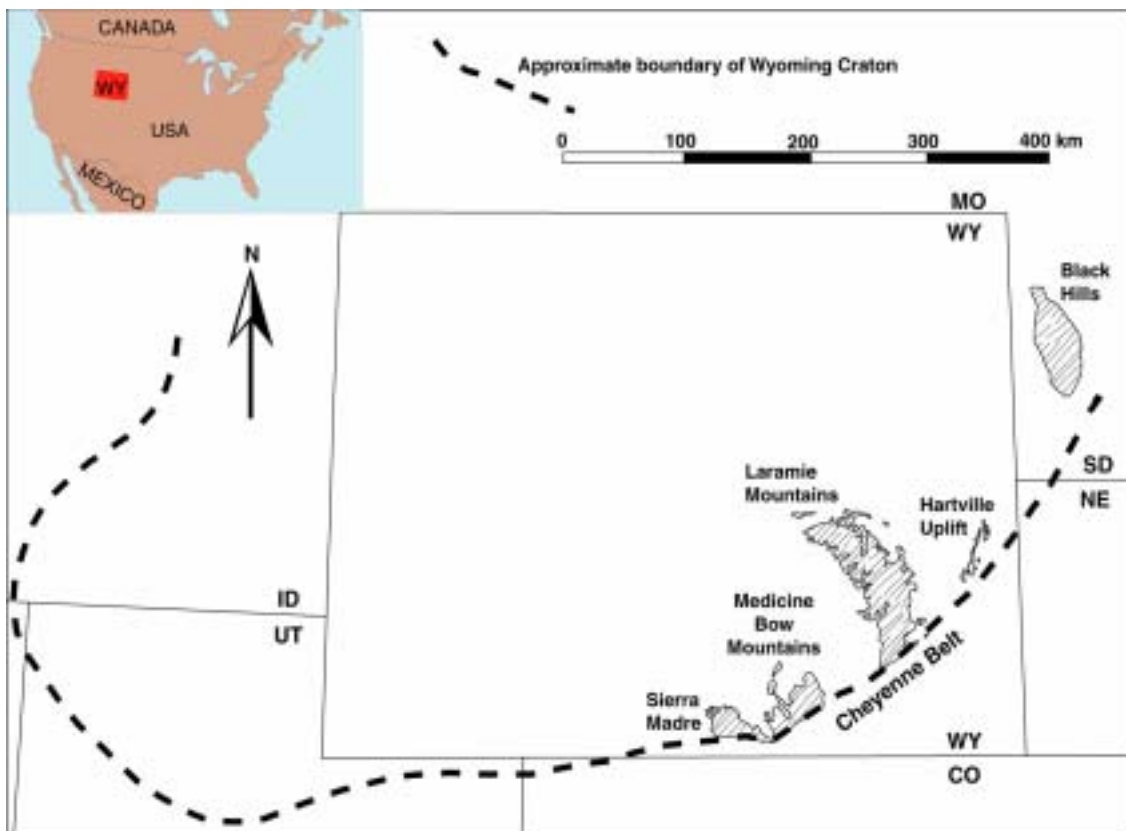 CANADA
WY
USA
MEXICO
Approximate boundary of Wyoming Craton
0 100 200 300 400 km
MO
WY
N
Black
Hills
SD
NE
Laramie
Mountains
Hartville
Uplift
ID
UT
Medicine
Bow
Mountains
Cheyenne Belt
Sierra
Madre
WY
CO